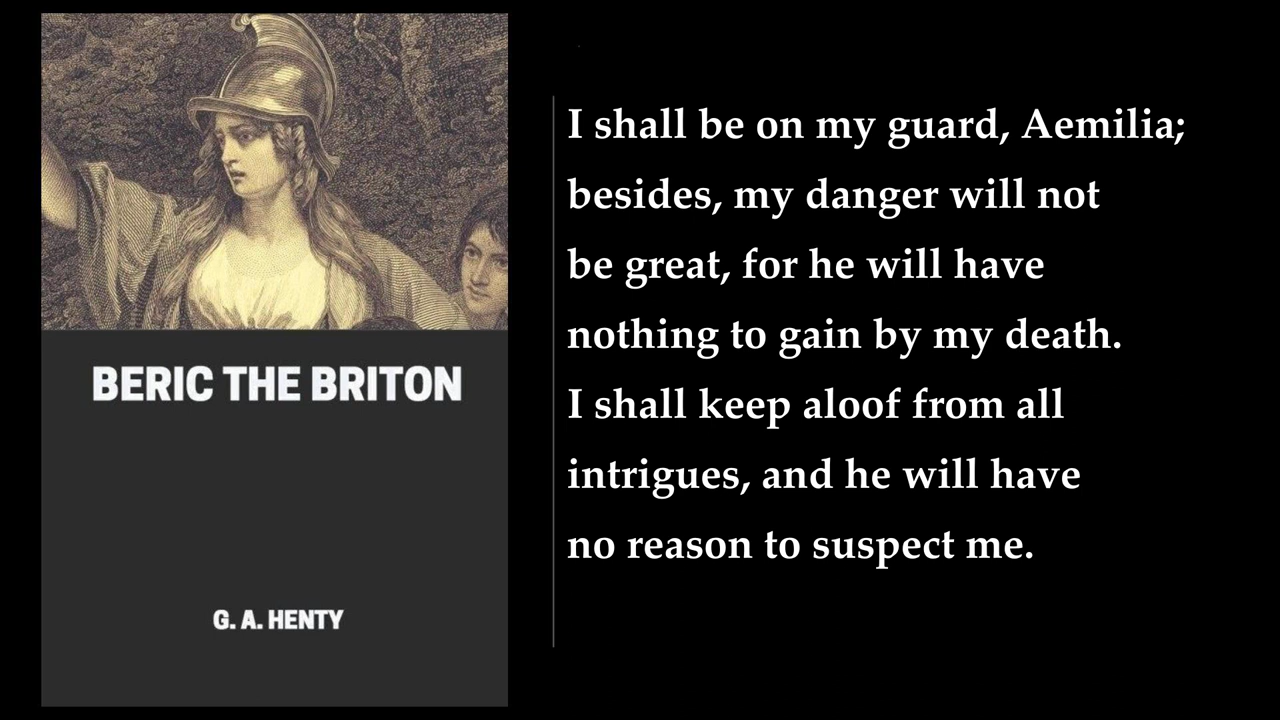 BERIC THE BRITON
G. A. HENTY
I shall be on my guard, Aemilia;
besides, my danger will not
be great, for he will have
nothing to gain by my death.
I shall keep aloof from all
intrigues, and he will have
no reason to suspect me.